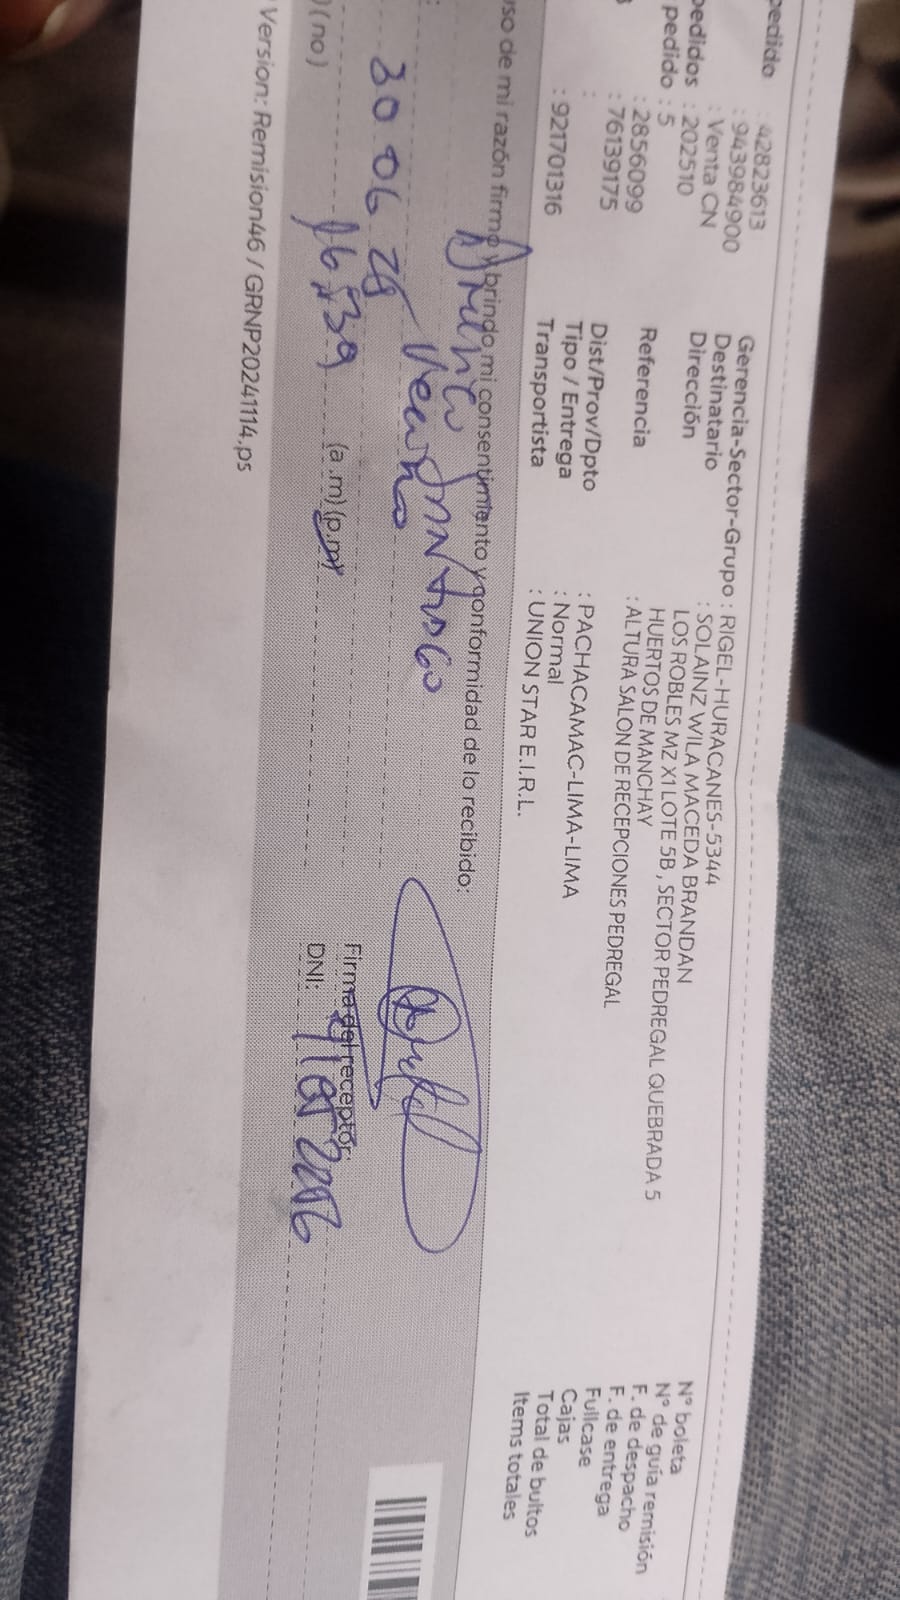 pedido : 42823613
: 943984900
: Venta CN
pedidos : 202510
pedido : 5
: 2856099
: 76139175
:
: 921701316
Gerencia-Sector-Grupo : RIGEL-HURACANES-5344
Destinatario : SOLAINZ WILA MACEDA BRANDAN
Dirección LOS ROBLES MZ X1 LOTE 5B , SECTOR PEDREGAL QUEBRADA 5
HUERTOS DE MANCHAY
Referencia : ALTURA SALON DE RECEPCIONES PEDREGAL
Dist/Prov/Dpto : PACHACAMAC-LIMA-LIMA
Tipo / Entrega : Normal
Transportista : UNION STAR E.I.R.L.
N° boleta
N° de guía remisión
F. de despacho
F. de entrega
Fullcase
Cajas
Total de bultos
Items totales
uso de mi razón firmo y brindo mi consentimiento y conformidad de lo recibido:
30 06 25
16:39 (a.m) (p.m)
) ( no )
Firma del receptor
DNI:
Version: Remision46 / GRNP20241114.ps